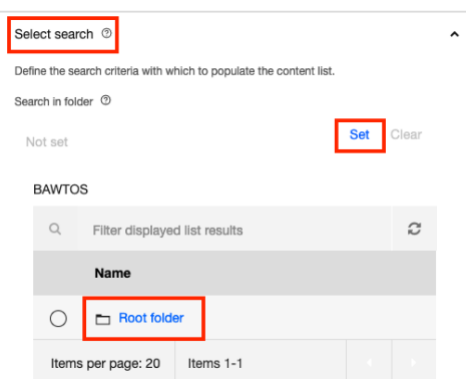 Select search
Define the search criteria with which to populate the content list.
Search in folder
Not set Set Clear
BAWTOS
Filter displayed list results
Name
Root folder
Items per page: 20 Items 1-1